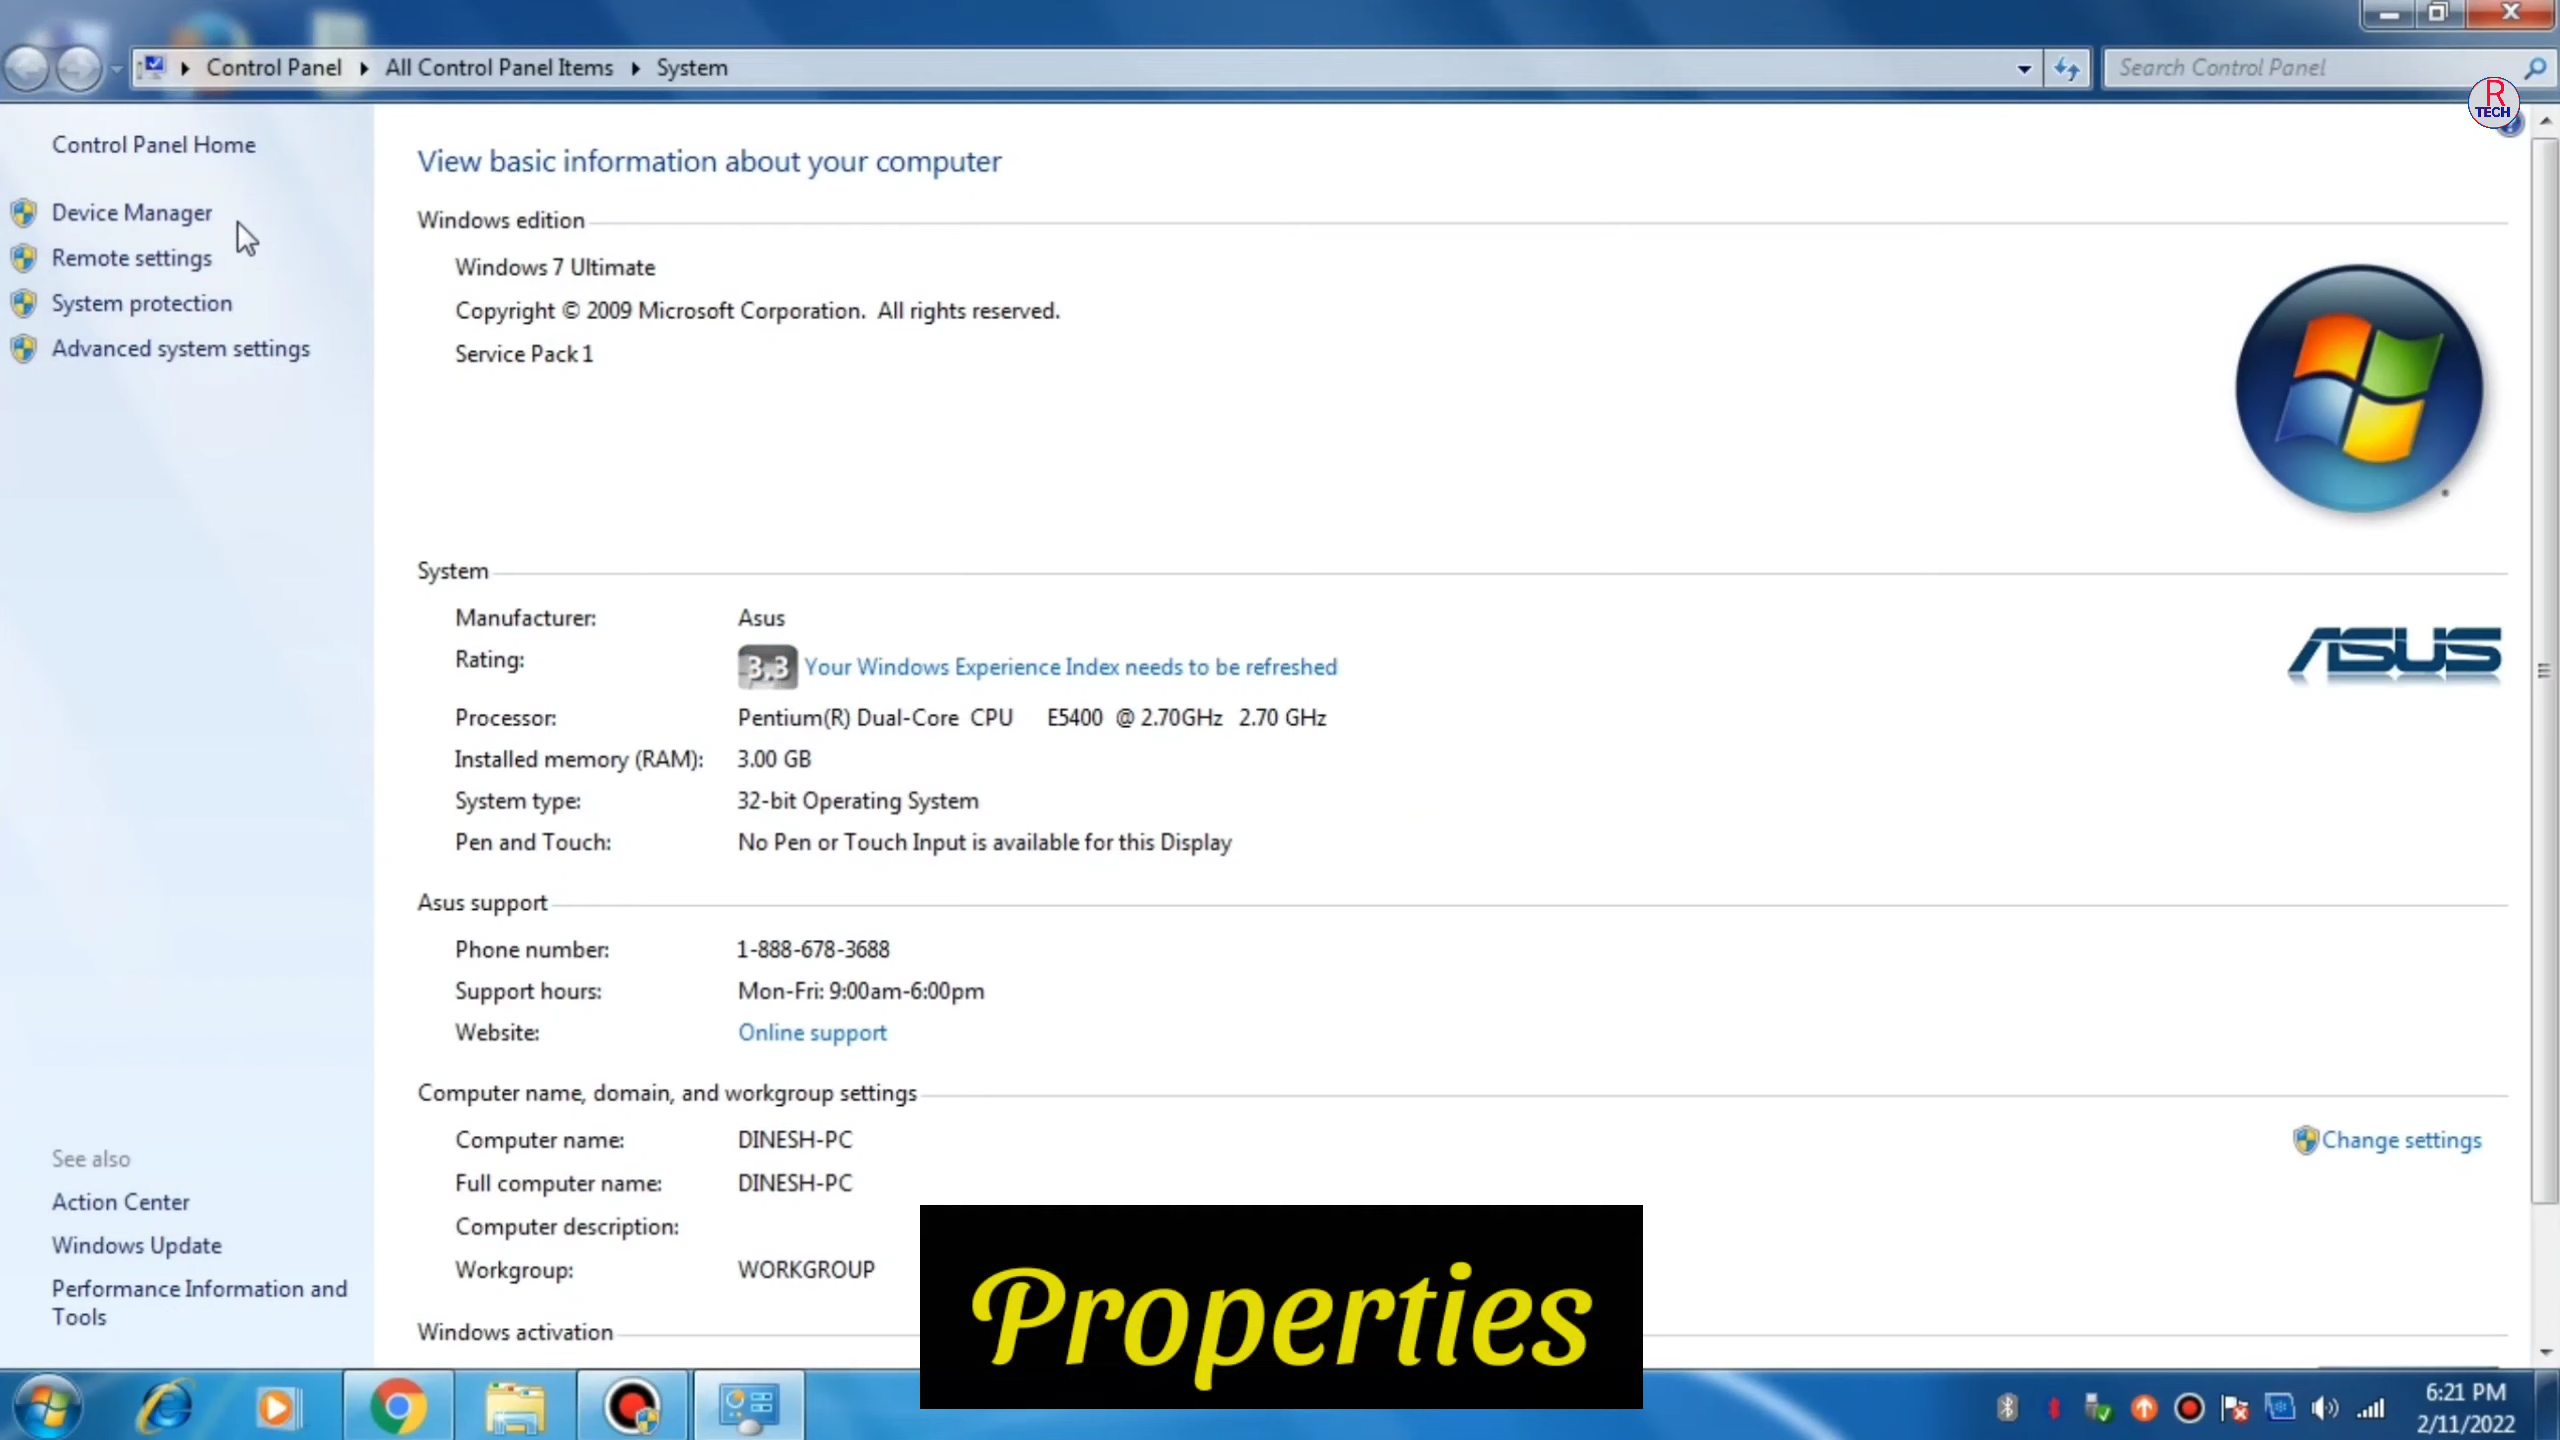 Control Panel ▸ All Control Panel Items ▸ System
Search Control Panel
R
TECH
Control Panel Home
Device Manager
Remote settings
System protection
Advanced system settings
View basic information about your computer
Windows edition
Windows 7 Ultimate
Copyright © 2009 Microsoft Corporation. All rights reserved.
Service Pack 1
System
Manufacturer: Asus
Rating: 3.3 Your Windows Experience Index needs to be refreshed
ASUS
Processor: Pentium(R) Dual-Core CPU E5400 @ 2.70GHz 2.70 GHz
Installed memory (RAM): 3.00 GB
System type: 32-bit Operating System
Pen and Touch: No Pen or Touch Input is available for this Display
Asus support
Phone number: 1-888-678-3688
Support hours: Mon-Fri: 9:00am-6:00pm
Website: Online support
Computer name, domain, and workgroup settings
Computer name: DINESH-PC
Change settings
Full computer name: DINESH-PC
Computer description:
Workgroup: WORKGROUP
Windows activation
See also
Action Center
Windows Update
Performance Information and
Tools
Properties
6:21 PM
2/11/2022